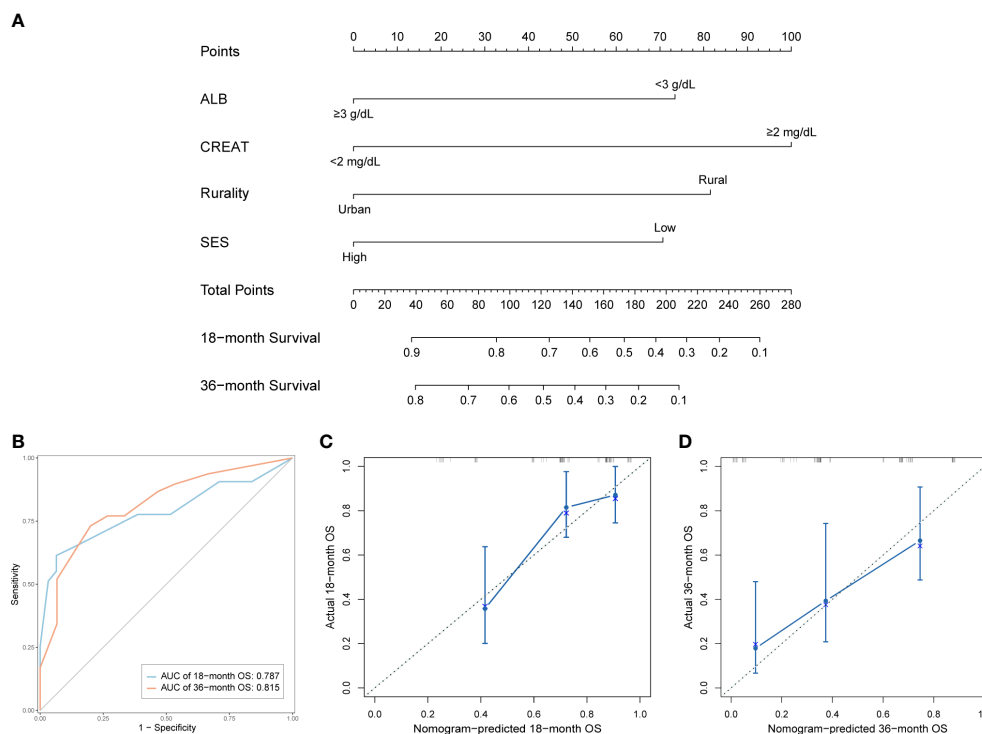 A
Points
0 10 20 30 40 50 60 70 80 90 100
ALB
<3 g/dL
≥3 g/dL
CREAT
≥2 mg/dL
<2 mg/dL
Rurality
Rural
Urban
SES
Low
High
Total Points
0 20 40 60 80 100 120 140 160 180 200 220 240 260 280
18−month Survival
0.9 0.8 0.7 0.6 0.5 0.4 0.3 0.2 0.1
36−month Survival
0.8 0.7 0.6 0.5 0.4 0.3 0.2 0.1
B
Sensitivity
1.00
0.75
0.50
0.25
0.00
AUC of 18−month OS: 0.787
AUC of 36−month OS: 0.815
0.00 0.25 0.50 0.75 1.00
1 − Specificity
C
Actual 18−month OS
1.0
0.8
0.6
0.4
0.2
0.0
0.0 0.2 0.4 0.6 0.8 1.0
Nomogram−predicted 18−month OS
D
Actual 36−month OS
1.0
0.8
0.6
0.4
0.2
0.0
0.0 0.2 0.4 0.6 0.8
Nomogram−predicted 36−month OS